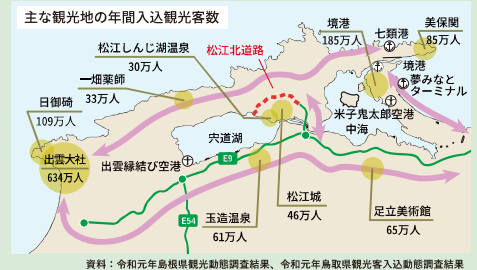 主な観光地の年間入込観光客数
境港
185万人
七類港
美保関
85万人
松江しんじ湖温泉
30万人
松江北道路
境港
夢みなと
ターミナル
一畑薬師
33万人
日御碕
109万人
米子鬼太郎空港
中海
宍道湖
出雲大社
634万人
出雲縁結び空港
E9
松江城
46万人
E54
玉造温泉
61万人
足立美術館
65万人
資料：令和元年島根県観光動態調査結果、令和元年鳥取県観光客入込動態調査結果